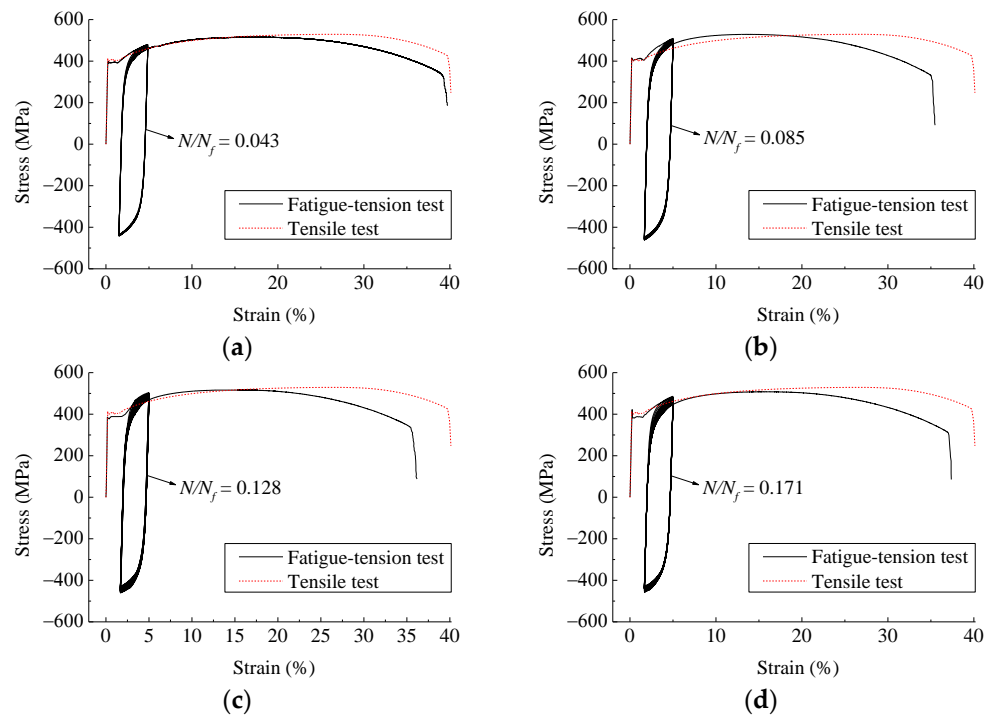 600
400
200
0
−200
−400
−600
Stress (MPa)
N/Nf = 0.043
Fatigue-tension test
Tensile test
0 10 20 30 40
Strain (%)
(a)
600
400
200
0
−200
−400
−600
Stress (MPa)
N/Nf = 0.085
Fatigue-tension test
Tensile test
0 10 20 30 40
Strain (%)
(b)
600
400
200
0
−200
−400
−600
Stress (MPa)
N/Nf = 0.128
Fatigue-tension test
Tensile test
0 5 10 15 20 25 30 35 40
Strain (%)
(c)
600
400
200
0
−200
−400
−600
Stress (MPa)
N/Nf = 0.171
Fatigue-tension test
Tensile test
0 10 20 30 40
Strain (%)
(d)